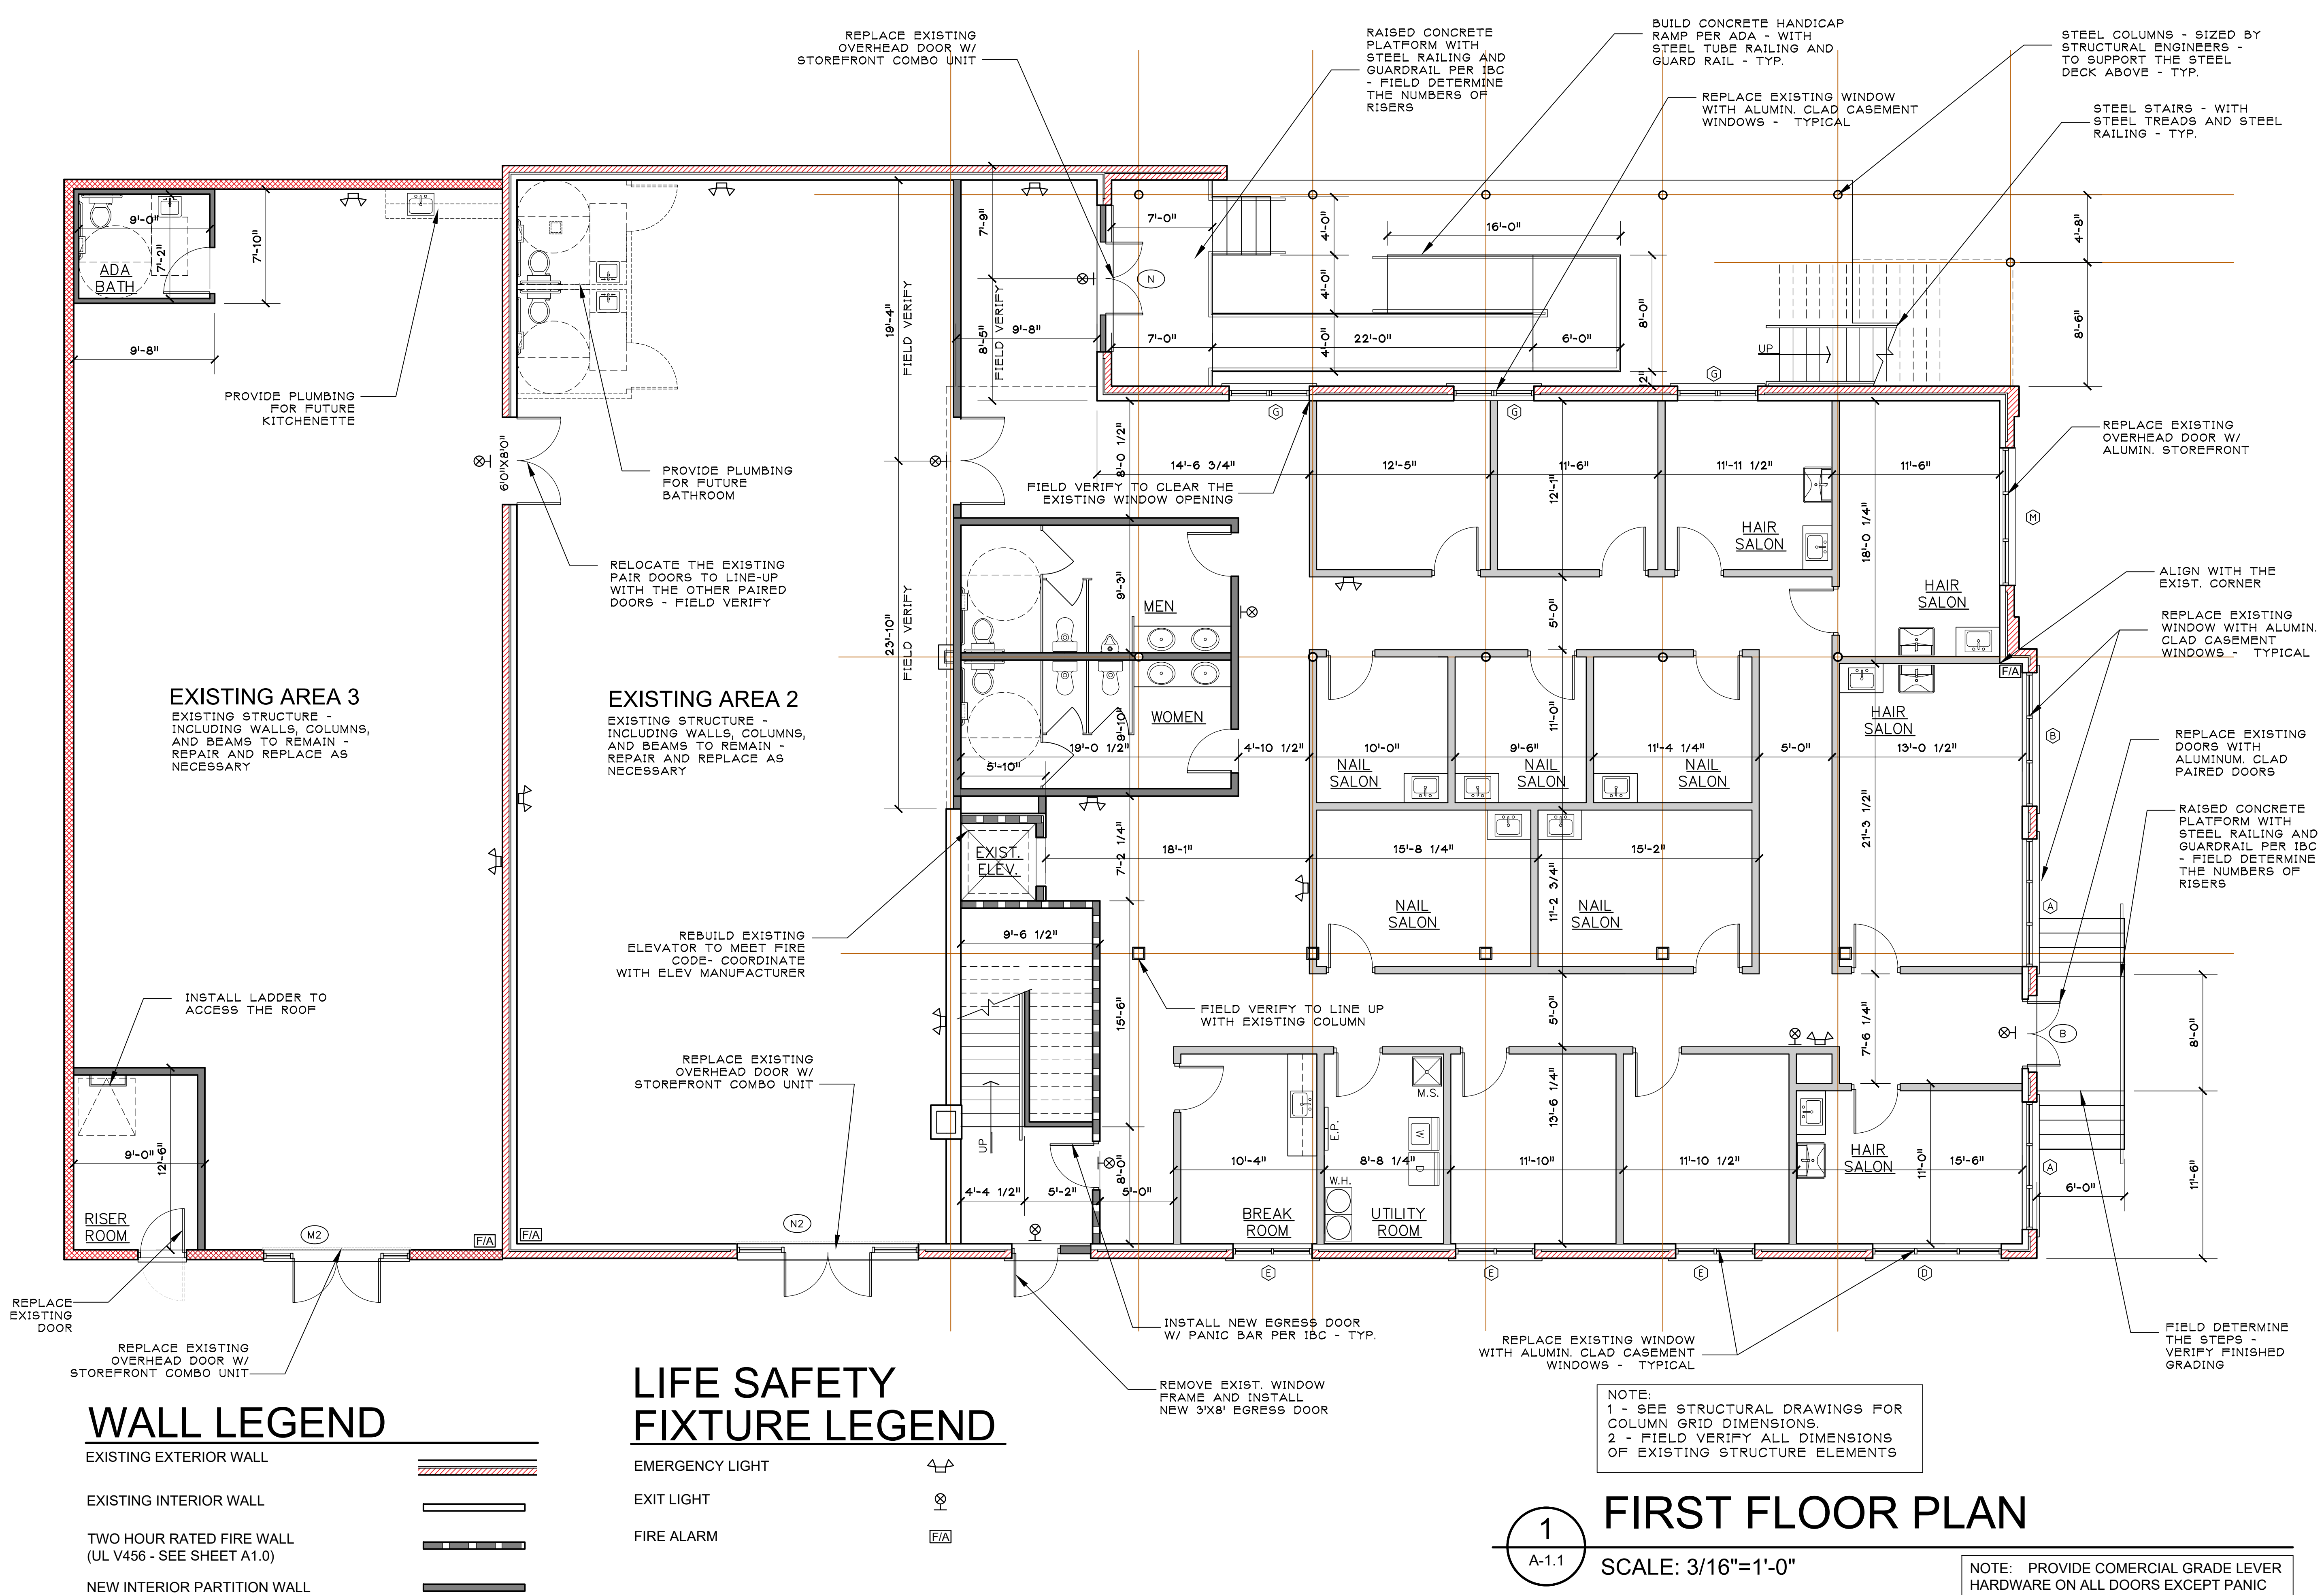 REPLACE EXISTING
OVERHEAD DOOR W/
STOREFRONT COMBO UNIT
RAISED CONCRETE
PLATFORM WITH
STEEL RAILING AND
GUARDRAIL PER IBC
- FIELD DETERMINE
THE NUMBERS OF
RISERS
BUILD CONCRETE HANDICAP
RAMP PER ADA - WITH
STEEL TUBE RAILING AND
GUARD RAIL - TYP.
REPLACE EXISTING WINDOW
WITH ALUMIN. CLAD CASEMENT
WINDOWS - TYPICAL
STEEL COLUMNS - SIZED BY
STRUCTURAL ENGINEERS -
TO SUPPORT THE STEEL
DECK ABOVE - TYP.
STEEL STAIRS - WITH
STEEL TREADS AND STEEL
RAILING - TYP.
9'-0"
7'-2"
7'-10"
ADA
BATH
9'-8"
PROVIDE PLUMBING
FOR FUTURE
KITCHENETTE
6'0"X8'0"
PROVIDE PLUMBING
FOR FUTURE
BATHROOM
RELOCATE THE EXISTING
PAIR DOORS TO LINE-UP
WITH THE OTHER PAIRED
DOORS - FIELD VERIFY
19'-4"
FIELD VERIFY
23'-10"
FIELD VERIFY
7'-9"
8'-5"
FIELD VERIFY
9'-8"
7'-0"
N
4'-0"
4'-0"
4'-0"
16'-0"
7'-0"
22'-0"
6'-0"
8'-0"
12"
UP
4'-8"
8'-6"
G
G
G
REPLACE EXISTING
OVERHEAD DOOR W/
ALUMIN. STOREFRONT
M
ALIGN WITH THE
EXIST. CORNER
REPLACE EXISTING
WINDOW WITH ALUMIN.
CLAD CASEMENT
WINDOWS - TYPICAL
8'-0 1/2"
14'-6 3/4"
12'-5"
11'-6"
11'-11 1/2"
11'-6"
12'-1"
18'-0 1/4"
FIELD VERIFY TO CLEAR THE
EXISTING WINDOW OPENING
HAIR
SALON
HAIR
SALON
9'-3"
MEN
5'-0"
F/A
EXISTING AREA 3
EXISTING STRUCTURE -
INCLUDING WALLS, COLUMNS,
AND BEAMS TO REMAIN -
REPAIR AND REPLACE AS
NECESSARY
EXISTING AREA 2
EXISTING STRUCTURE -
INCLUDING WALLS, COLUMNS,
AND BEAMS TO REMAIN -
REPAIR AND REPLACE AS
NECESSARY
WOMEN
9'-10"
19'-0 1/2"
5'-10"
4'-10 1/2"
10'-0"
9'-6"
11'-4 1/4"
5'-0"
13'-0 1/2"
11'-0"
NAIL
SALON
NAIL
SALON
NAIL
SALON
HAIR
SALON
B
REPLACE EXISTING
DOORS WITH
ALUMINUM. CLAD
PAIRED DOORS
RAISED CONCRETE
PLATFORM WITH
STEEL RAILING AND
GUARDRAIL PER IBC
- FIELD DETERMINE
THE NUMBERS OF
RISERS
EXIST.
ELEV.
7'-2 1/4"
18'-1"
15'-8 1/4"
15'-2"
21'-3 1/2"
11'-2 3/4"
NAIL
SALON
NAIL
SALON
A
REBUILD EXISTING
ELEVATOR TO MEET FIRE
CODE- COORDINATE
WITH ELEV MANUFACTURER
9'-6 1/2"
15'-6"
FIELD VERIFY TO LINE UP
WITH EXISTING COLUMN
5'-0"
7'-6 1/4"
B
8'-0"
INSTALL LADDER TO
ACCESS THE ROOF
REPLACE EXISTING
OVERHEAD DOOR W/
STOREFRONT COMBO UNIT
UP
M.S.
E.P.
W
D
W.H.
9'-0"
12'-6"
4'-4 1/2"
5'-2"
8'-0"
5'-0"
10'-4"
8'-8 1/4"
11'-10"
13'-6 1/4"
11'-10 1/2"
HAIR
SALON
11'-0"
15'-6"
A
6'-0"
11'-6"
RISER
ROOM
M2
F/A
F/A
N2
BREAK
ROOM
UTILITY
ROOM
E
E
E
D
REPLACE
EXISTING
DOOR
REPLACE EXISTING
OVERHEAD DOOR W/
STOREFRONT COMBO UNIT
INSTALL NEW EGRESS DOOR
W/ PANIC BAR PER IBC - TYP.
REMOVE EXIST. WINDOW
FRAME AND INSTALL
NEW 3'X8' EGRESS DOOR
REPLACE EXISTING WINDOW
WITH ALUMIN. CLAD CASEMENT
WINDOWS - TYPICAL
FIELD DETERMINE
THE STEPS -
VERIFY FINISHED
GRADING
WALL LEGEND
EXISTING EXTERIOR WALL
EXISTING INTERIOR WALL
TWO HOUR RATED FIRE WALL
(UL V456 - SEE SHEET A1.0)
NEW INTERIOR PARTITION WALL
LIFE SAFETY
FIXTURE LEGEND
EMERGENCY LIGHT
EXIT LIGHT
FIRE ALARM
F/A
NOTE:
1 - SEE STRUCTURAL DRAWINGS FOR
COLUMN GRID DIMENSIONS.
2 - FIELD VERIFY ALL DIMENSIONS
OF EXISTING STRUCTURE ELEMENTS
1
A-1.1
FIRST FLOOR PLAN
SCALE: 3/16"=1'-0"
NOTE: PROVIDE COMERCIAL GRADE LEVER
HARDWARE ON ALL DOORS EXCEPT PANIC